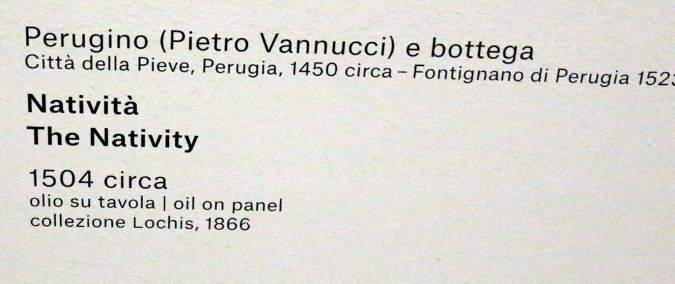 Perugino (Pietro Vannucci) e bottega
Città della Pieve, Perugia, 1450 circa – Fontignano di Perugia 1523
Natività
The Nativity
1504 circa
olio su tavola | oil on panel
collezione Lochis, 1866